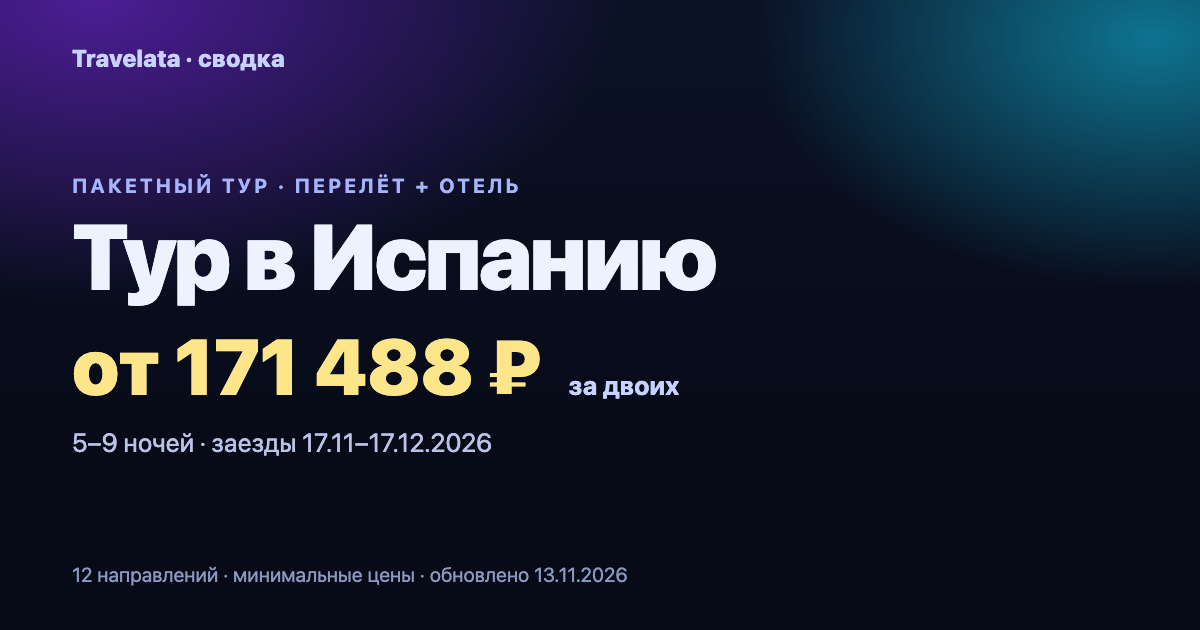 Travelata · сводка
ПАКЕТНЫЙ ТУР · ПЕРЕЛЁТ + ОТЕЛЬ
Тур в Испанию
от 171 488 ₽ за двоих
5–9 ночей · заезды 17.11–17.12.2026
12 направлений · минимальные цены · обновлено 13.11.2026